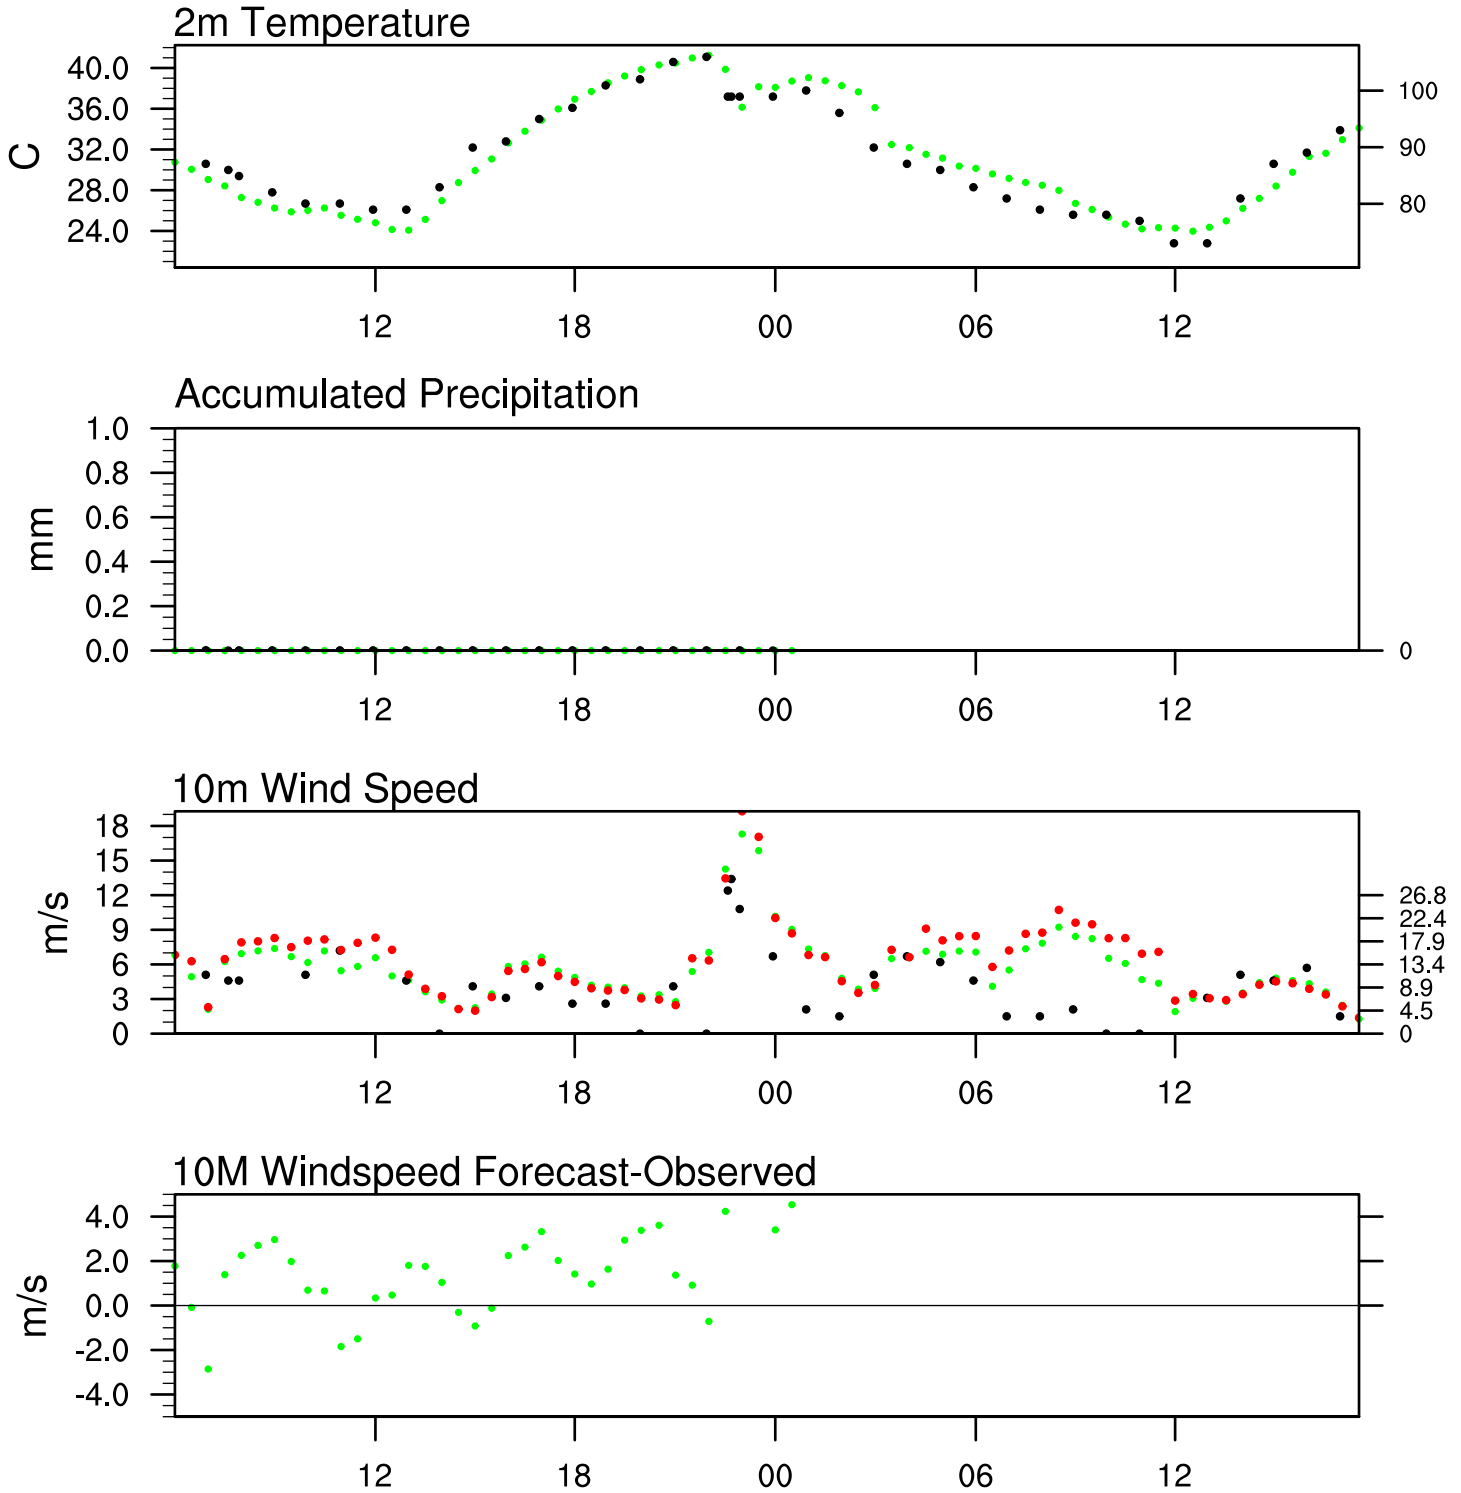 2m Temperature
40.0
36.0
32.0
28.0
24.0
C
100
90
80
12 18 00 06 12
Accumulated Precipitation
1.0
0.8
0.6
0.4
0.2
0.0
mm
0
12 18 00 06 12
10m Wind Speed
18
15
12
9
6
3
0
m/s
26.8
22.4
17.9
13.4
8.9
4.5
0
12 18 00 06 12
10M Windspeed Forecast-Observed
4.0
2.0
0.0
-2.0
-4.0
m/s
12 18 00 06 12